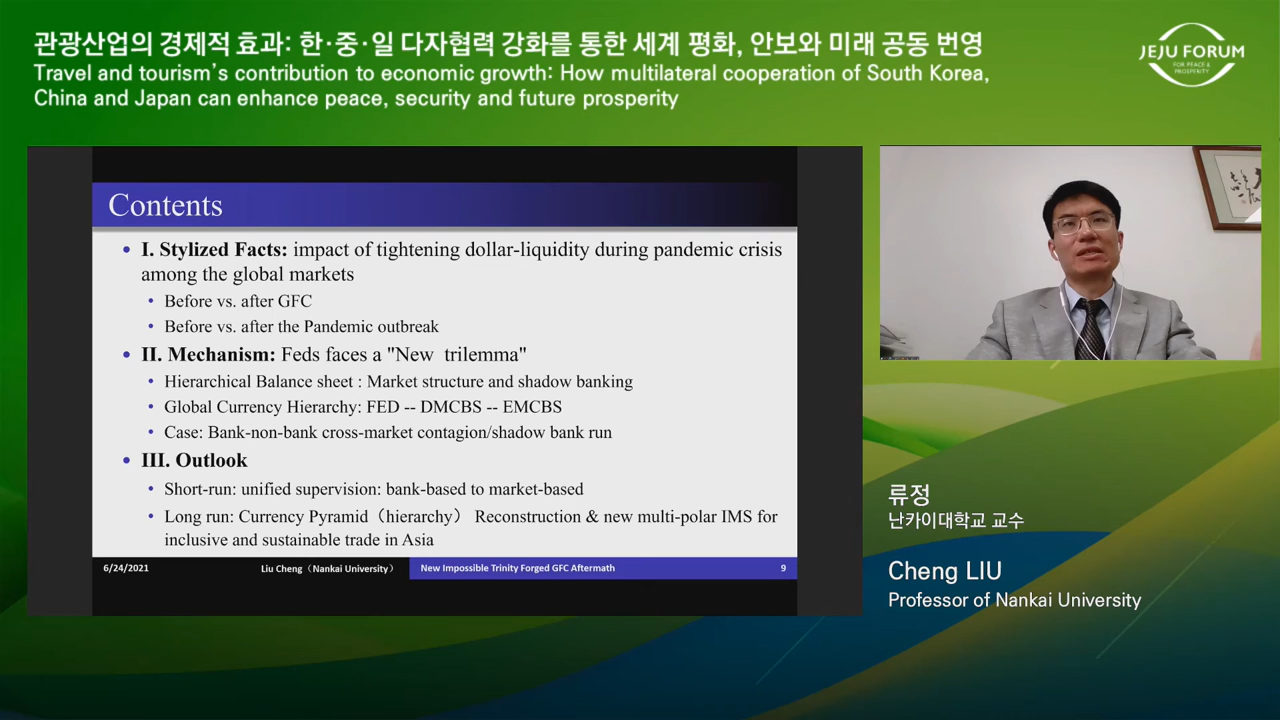 관광산업의 경제적 효과: 한·중·일 다자협력 강화를 통한 세계 평화, 안보와 미래 공동 번영
Travel and tourism's contribution to economic growth: How multilateral cooperation of South Korea,
China and Japan can enhance peace, security and future prosperity
JEJU FORUM
FOR PEACE &
PROSPERITY
Contents
• I. Stylized Facts: impact of tightening dollar-liquidity during pandemic crisis
among the global markets
• Before vs. after GFC
• Before vs. after the Pandemic outbreak
• II. Mechanism: Feds faces a "New trilemma"
• Hierarchical Balance sheet : Market structure and shadow banking
• Global Currency Hierarchy: FED -- DMCBS -- EMCBS
• Case: Bank-non-bank cross-market contagion/shadow bank run
• III. Outlook
• Short-run: unified supervision: bank-based to market-based
• Long run: Currency Pyramid（hierarchy） Reconstruction & new multi-polar IMS for
inclusive and sustainable trade in Asia
6/24/2021 Liu Cheng（Nankai University） New Impossible Trinity Forged GFC Aftermath 9
류정
난카이대학교 교수
Cheng LIU
Professor of Nankai University